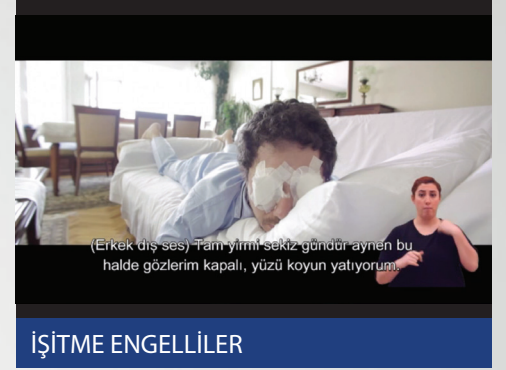 (Erkek dış ses) Tam yirmi sekiz gündür aynen bu
halde gözlerim kapalı, yüzü koyun yatıyorum.
İŞİTME ENGELLİLER